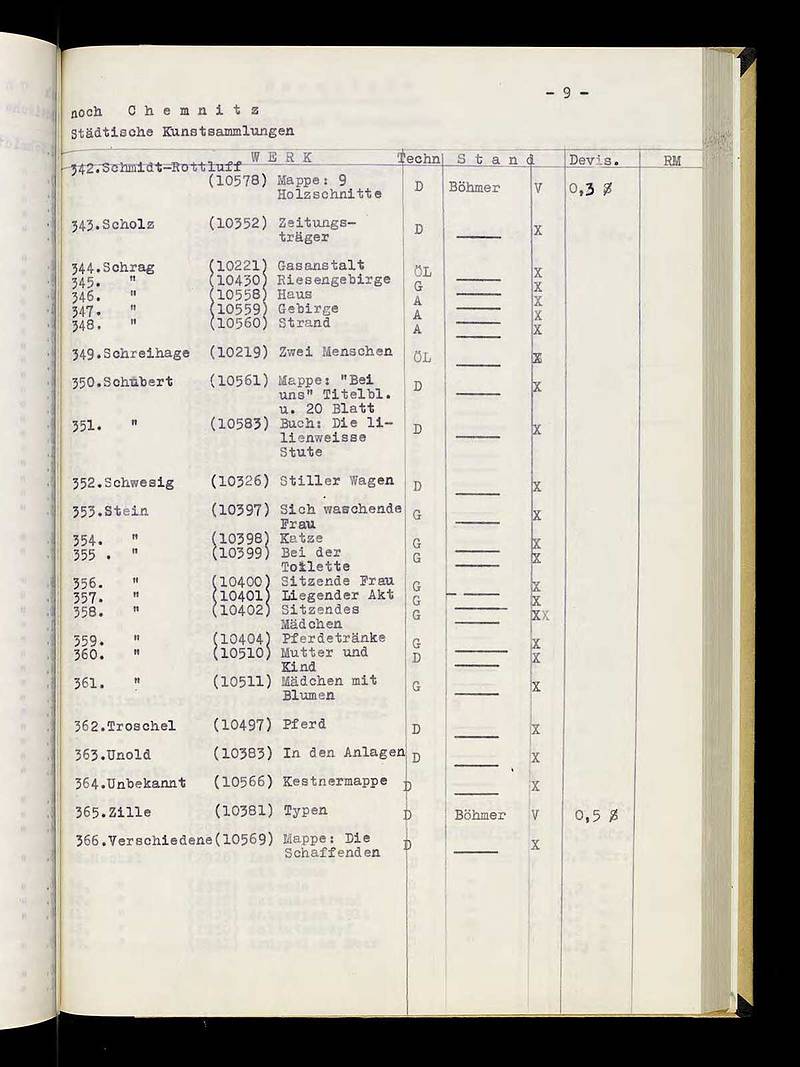 - 9 -
noch C h e m n i t z
Städtische Kunstsammlungen
W E R K Techn S t a n d Devis. RM
342.Schmidt-Rottluff
(10578) Mappe: 9 D Böhmer V 0,3 $
Holzschnitte
343.Scholz (10352) Zeitungs- D ——— X
träger
344.Schrag (10221) Gasanstalt ÖL ——— X
345. " (10430) Riesengebirge G ——— X
346. " (10558) Haus A ——— X
347. " (10559) Gebirge A ——— X
348. " (10560) Strand A ——— X
349.Schreihage (10219) Zwei Menschen ÖL ——— X
350.Schubert (10561) Mappe: "Bei D ——— X
uns" Titelbl.
u. 20 Blatt
351. " (10583) Buch: Die li- D ——— X
lienweisse
Stute
352.Schwesig (10326) Stiller Wagen D ——— X
353.Stein (10397) Sich waschende G ——— X
Frau
354. " (10398) Katze G ——— X
355 . " (10399) Bei der G ——— X
Toilette
356. " (10400) Sitzende Frau G ——— X
357. " (10401) Liegender Akt G ——— X
358. " (10402) Sitzendes G ——— XX
Mädchen
359. " (10404) Pferdetränke G ——— X
360. " (10510) Mutter und D ——— X
Kind
361. " (10511) Mädchen mit G ——— X
Blumen
362.Troschel (10497) Pferd D ——— X
363.Unold (10383) In den Anlagen D ——— X
364.Unbekannt (10566) Kestnermappe D ——— X
365.Zille (10381) Typen D Böhmer V 0,5 $
366.Verschiedene(10569) Mappe: Die D ——— X
Schaffenden